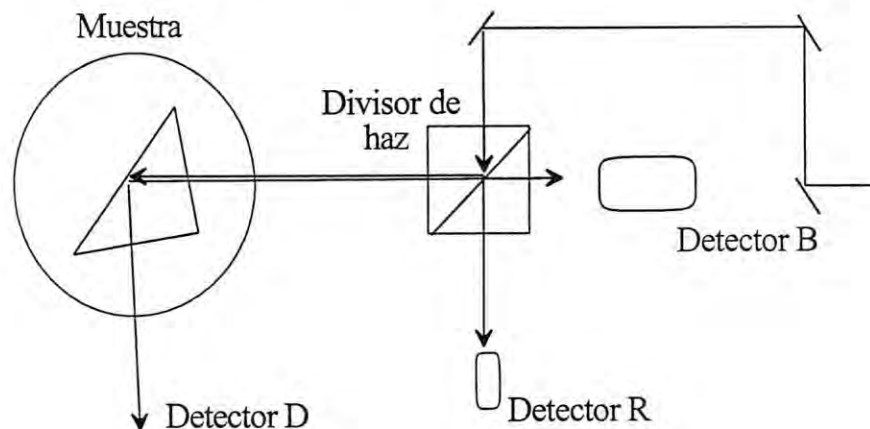 Muestra
Divisor de
haz
Detector B
Detector D
Detector R